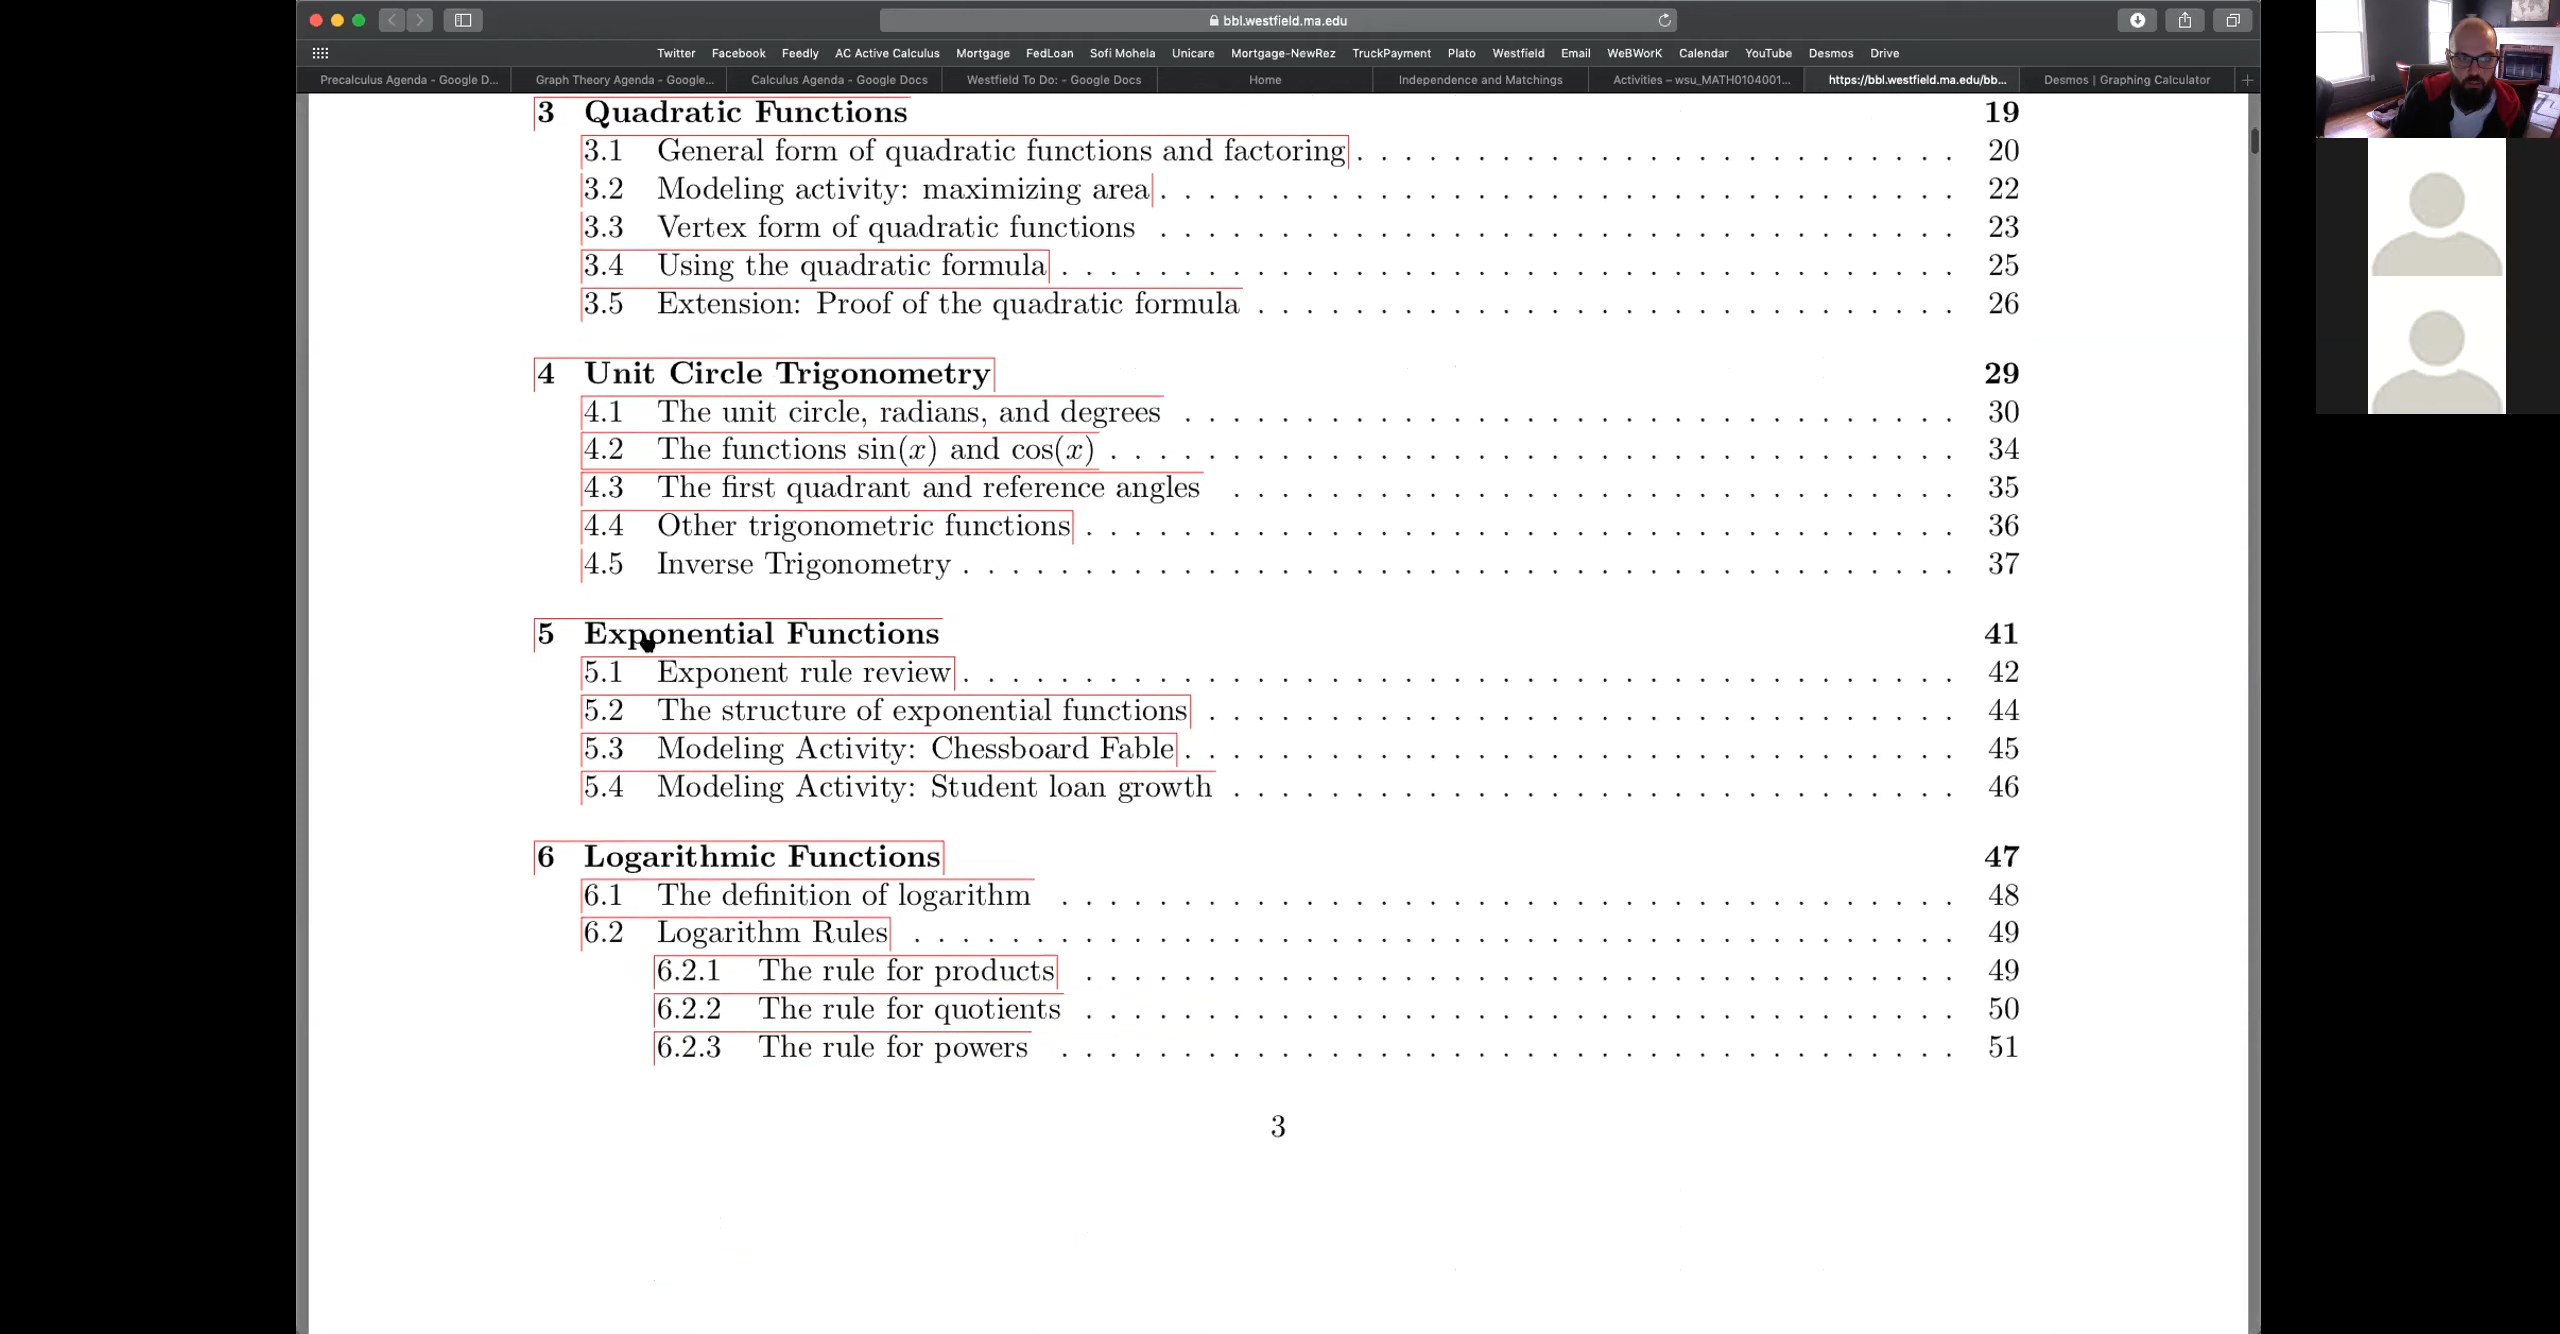 bbl.westfield.ma.edu
Twitter Facebook Feedly AC Active Calculus Mortgage FedLoan Sofi Mohela Unicare Mortgage-NewRez TruckPayment Plato Westfield Email WeBWorK Calendar YouTube Desmos Drive
Precalculus Agenda - Google D... Graph Theory Agenda - Google... Calculus Agenda - Google Docs Westfield To Do: - Google Docs Home Independence and Matchings Activities – wsu_MATH0104001... https://bbl.westfield.ma.edu/bb... Desmos | Graphing Calculator
3 Quadratic Functions 19
3.1 General form of quadratic functions and factoring . . . . . . . . . . . . . . . . . . . . . . . . . 20
3.2 Modeling activity: maximizing area . . . . . . . . . . . . . . . . . . . . . . . . . . . . . . . . . 22
3.3 Vertex form of quadratic functions . . . . . . . . . . . . . . . . . . . . . . . . . . . . . . . . . 23
3.4 Using the quadratic formula . . . . . . . . . . . . . . . . . . . . . . . . . . . . . . . . . . . . . 25
3.5 Extension: Proof of the quadratic formula . . . . . . . . . . . . . . . . . . . . . . . . . . . . . 26
4 Unit Circle Trigonometry 29
4.1 The unit circle, radians, and degrees . . . . . . . . . . . . . . . . . . . . . . . . . . . . . . . . 30
4.2 The functions sin(x) and cos(x) . . . . . . . . . . . . . . . . . . . . . . . . . . . . . . . . . . . 34
4.3 The first quadrant and reference angles . . . . . . . . . . . . . . . . . . . . . . . . . . . . . . 35
4.4 Other trigonometric functions . . . . . . . . . . . . . . . . . . . . . . . . . . . . . . . . . . . . 36
4.5 Inverse Trigonometry . . . . . . . . . . . . . . . . . . . . . . . . . . . . . . . . . . . . . . . . . 37
5 Exponential Functions 41
5.1 Exponent rule review . . . . . . . . . . . . . . . . . . . . . . . . . . . . . . . . . . . . . . . . . 42
5.2 The structure of exponential functions . . . . . . . . . . . . . . . . . . . . . . . . . . . . . . . 44
5.3 Modeling Activity: Chessboard Fable . . . . . . . . . . . . . . . . . . . . . . . . . . . . . . . . 45
5.4 Modeling Activity: Student loan growth . . . . . . . . . . . . . . . . . . . . . . . . . . . . . . 46
6 Logarithmic Functions 47
6.1 The definition of logarithm . . . . . . . . . . . . . . . . . . . . . . . . . . . . . . . . . . . . . 48
6.2 Logarithm Rules . . . . . . . . . . . . . . . . . . . . . . . . . . . . . . . . . . . . . . . . . . . 49
6.2.1 The rule for products . . . . . . . . . . . . . . . . . . . . . . . . . . . . . . . . . . . . 49
6.2.2 The rule for quotients . . . . . . . . . . . . . . . . . . . . . . . . . . . . . . . . . . . . 50
6.2.3 The rule for powers . . . . . . . . . . . . . . . . . . . . . . . . . . . . . . . . . . . . . 51
3